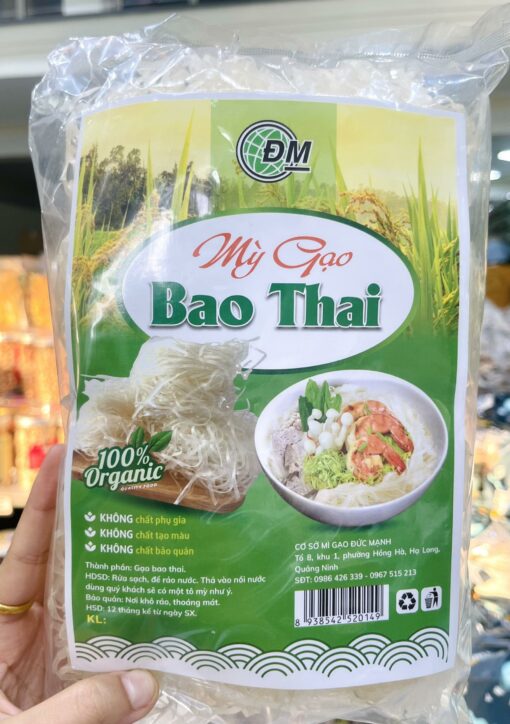 ĐM
Mỳ Gạo
Bao Thai
100%
Organic
QUALITY FOOD
KHÔNG chất phụ gia
KHÔNG chất tạo màu
KHÔNG chất bảo quản
Thành phần: Gạo bao thai.
HDSD: Rửa sạch, để ráo nước. Thả vào nồi nước
dùng quý khách sẽ có một tô mỳ như ý.
Bảo quản: Nơi khô ráo, thoáng mát.
HSD: 12 tháng kể từ ngày SX.
KL:
CƠ SỞ MÌ GẠO ĐỨC MẠNH
Tổ 8, khu 1, phường Hồng Hà, Hạ Long,
Quảng Ninh
SĐT: 0986 426 339 - 0967 515 213
8 938542 520149